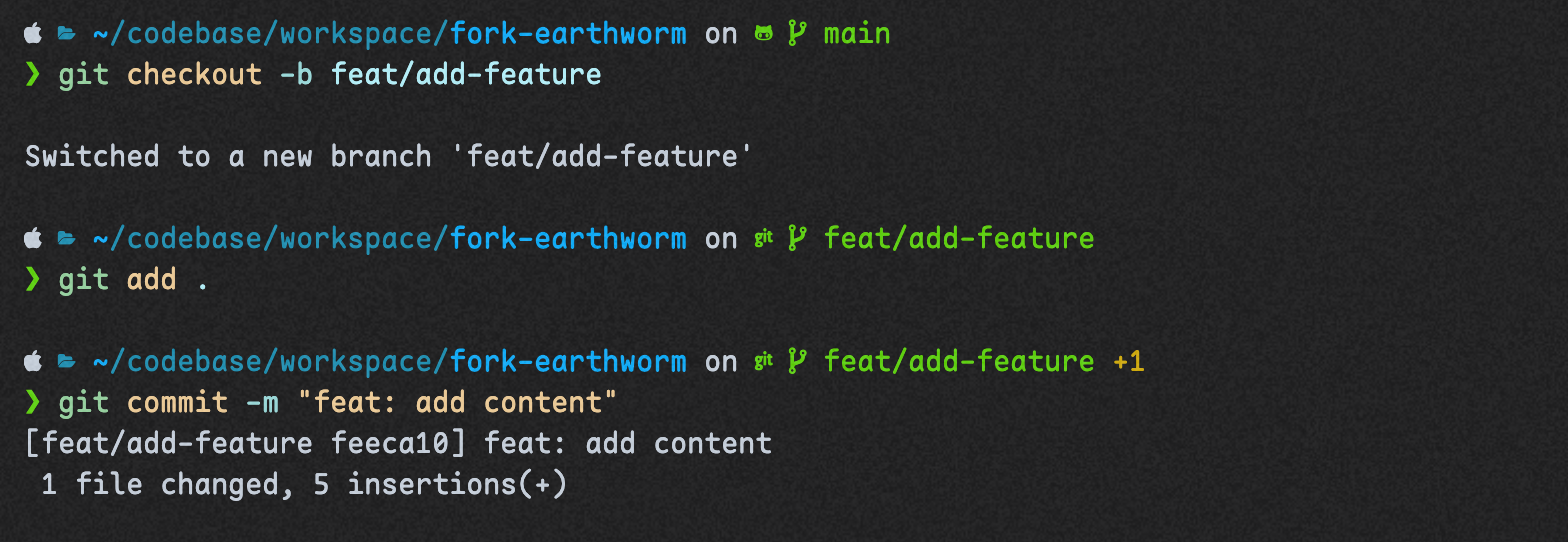 ~/codebase/workspace/fork-earthworm on main
❯ git checkout -b feat/add-feature
Switched to a new branch 'feat/add-feature'
~/codebase/workspace/fork-earthworm on git feat/add-feature
❯ git add .
~/codebase/workspace/fork-earthworm on git feat/add-feature +1
❯ git commit -m "feat: add content"
[feat/add-feature feeca10] feat: add content
1 file changed, 5 insertions(+)